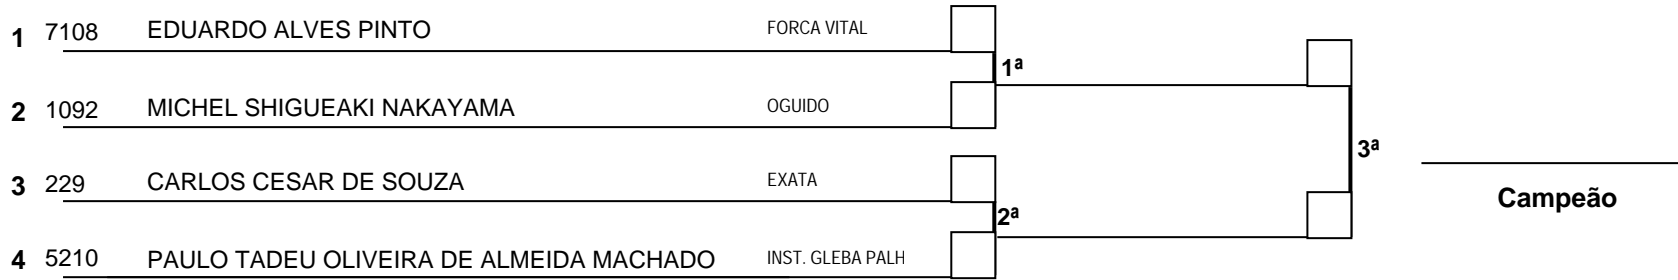 1 7108 EDUARDO ALVES PINTO FORCA VITAL
1ª
2 1092 MICHEL SHIGUEAKI NAKAYAMA OGUIDO
3ª
3 229 CARLOS CESAR DE SOUZA EXATA
Campeão
2ª
4 5210 PAULO TADEU OLIVEIRA DE ALMEIDA MACHADO INST. GLEBA PALH